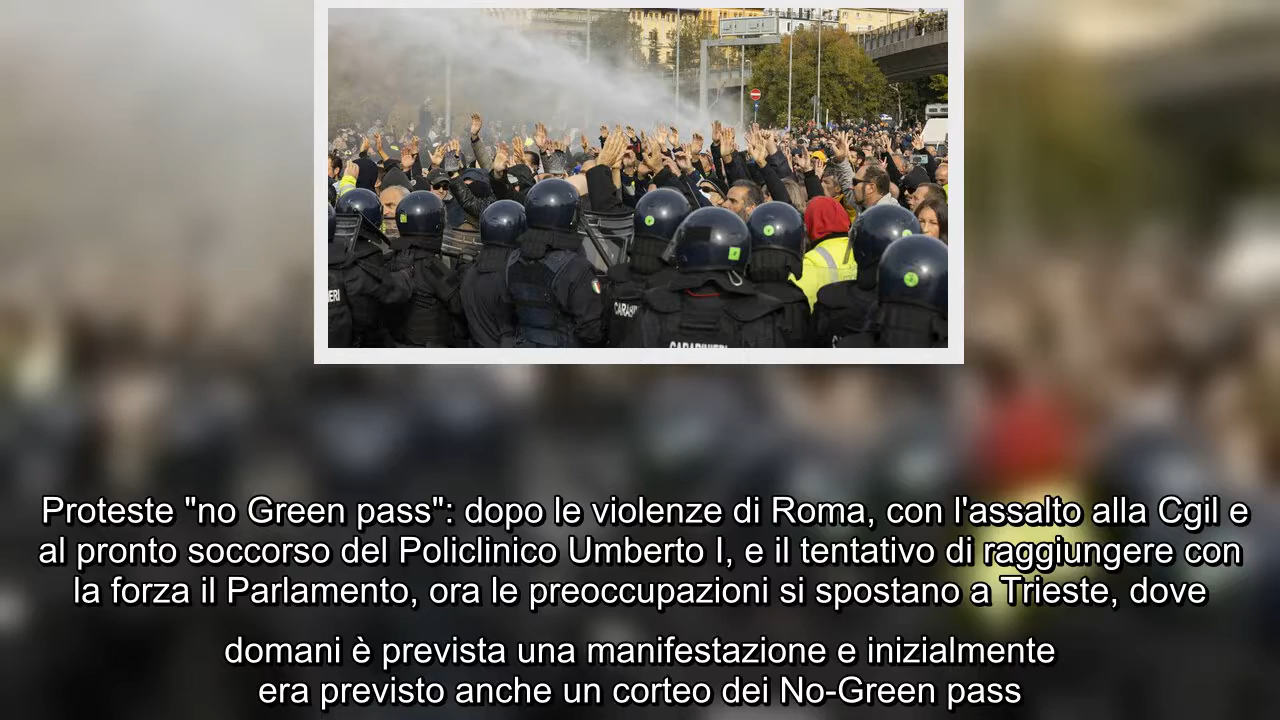 CARABINIERI
Proteste "no Green pass": dopo le violenze di Roma, con l'assalto alla Cgil e
al pronto soccorso del Policlinico Umberto I, e il tentativo di raggiungere con
la forza il Parlamento, ora le preoccupazioni si spostano a Trieste, dove
domani è prevista una manifestazione e inizialmente
era previsto anche un corteo dei No-Green pass